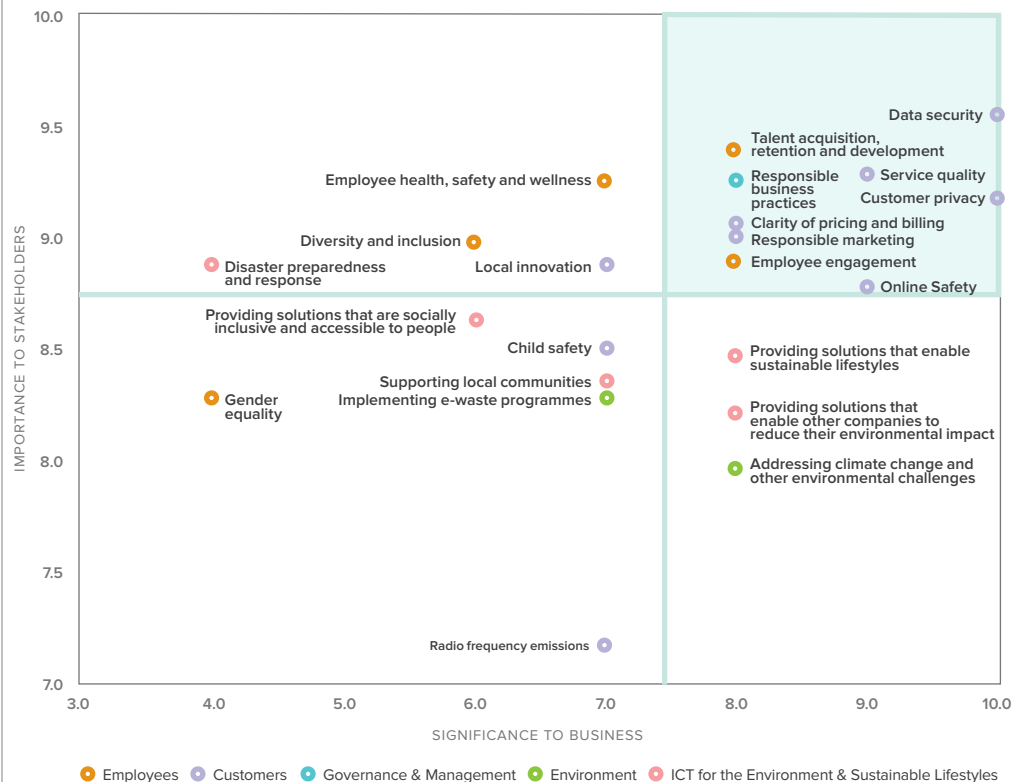 10.0
9.5
9.0
8.5
8.0
7.5
7.0
IMPORTANCE TO STAKEHOLDERS
Data security
Talent acquisition,
retention and development
Employee health, safety and wellness
Responsible
business
practices
Service quality
Customer privacy
Clarity of pricing and billing
Diversity and inclusion
Responsible marketing
Disaster preparedness
and response
Local innovation
Employee engagement
Online Safety
Providing solutions that are socially
inclusive and accessible to people
Child safety
Providing solutions that enable
sustainable lifestyles
Supporting local communities
Gender
equality
Implementing e-waste programmes
Providing solutions that
enable other companies to
reduce their environmental impact
Addressing climate change and
other environmental challenges
Radio frequency emissions
3.0 4.0 5.0 6.0 7.0 8.0 9.0 10.0
SIGNIFICANCE TO BUSINESS
Employees Customers Governance & Management Environment ICT for the Environment & Sustainable Lifestyles